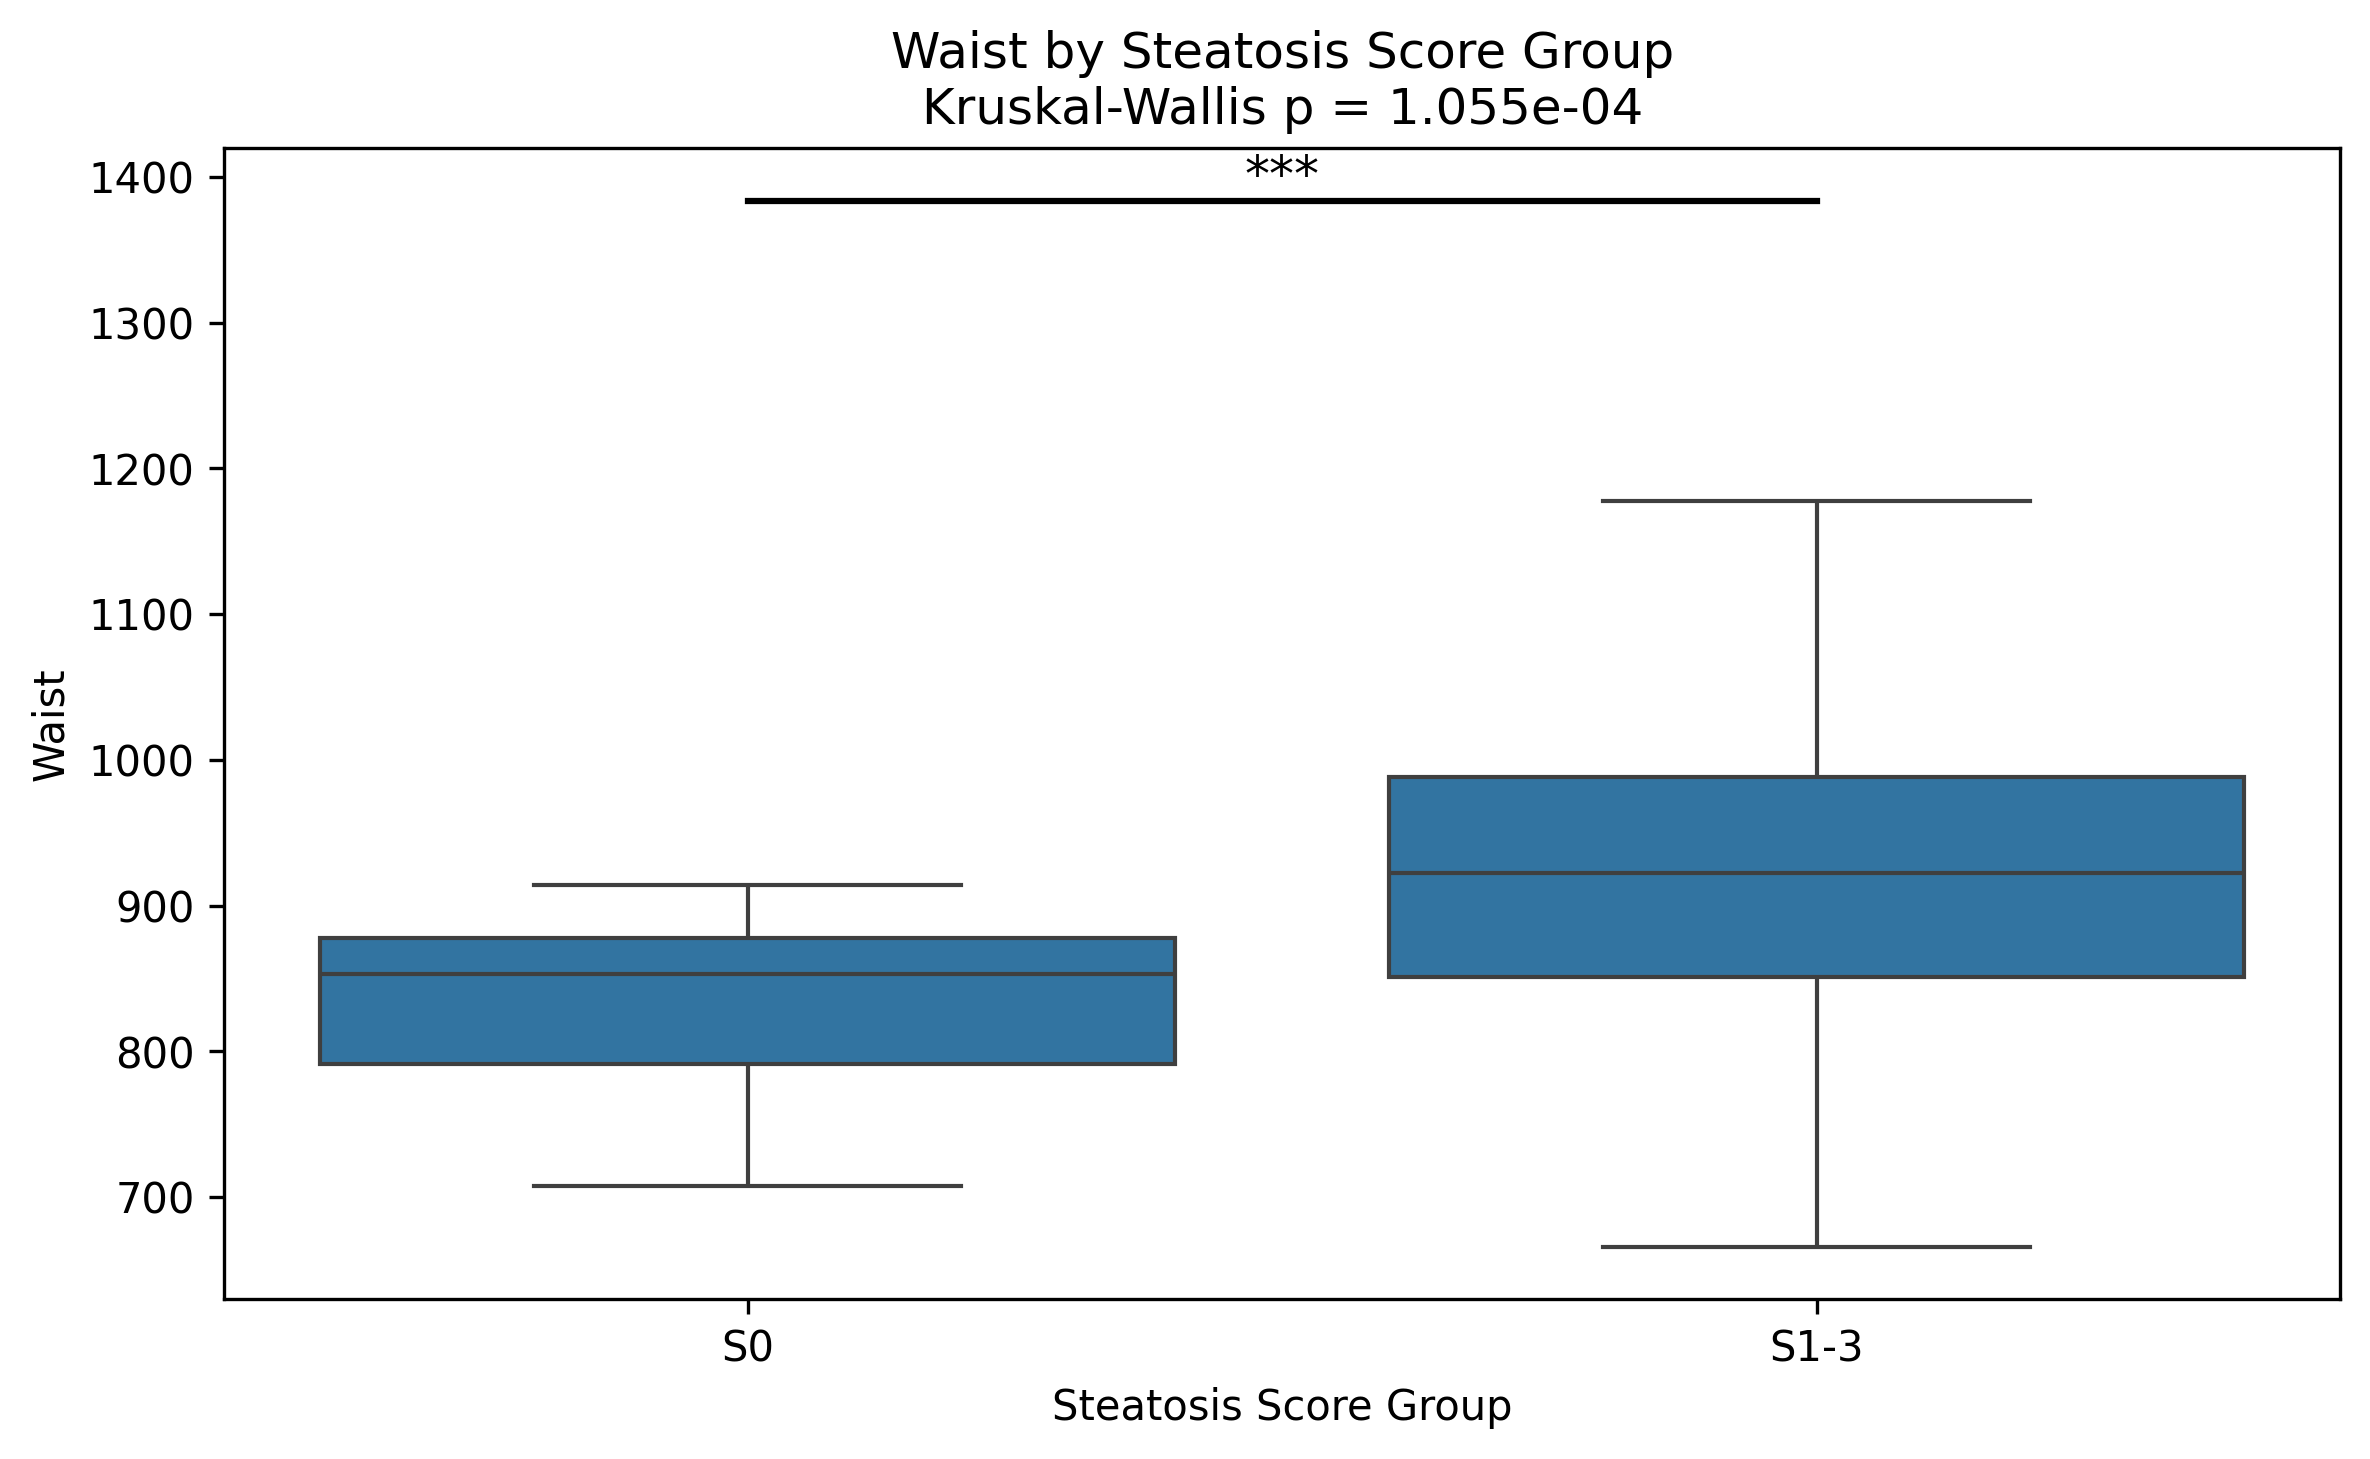 Waist by Steatosis Score Group
Kruskal-Wallis p = 1.055e-04
***
1400
1300
1200
1100
1000
900
800
700
Waist
S0
S1-3
Steatosis Score Group